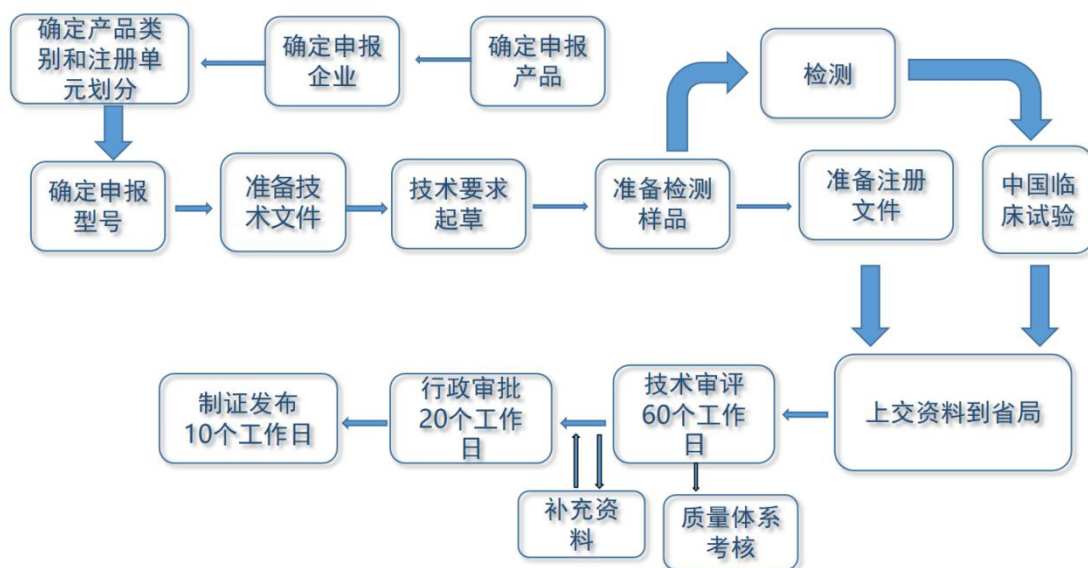 确定产品类
别和注册单
元划分
确定申报
企业
确定申报
产品
检测
确定申报
型号
准备技
术文件
技术要求
起草
准备检测
样品
准备注册
文件
中国临
床试验
制证发布
10个工作日
行政审批
20个工作
日
技术审评
60个工作
日
上交资料到省局
补充资
料
质量体系
考核